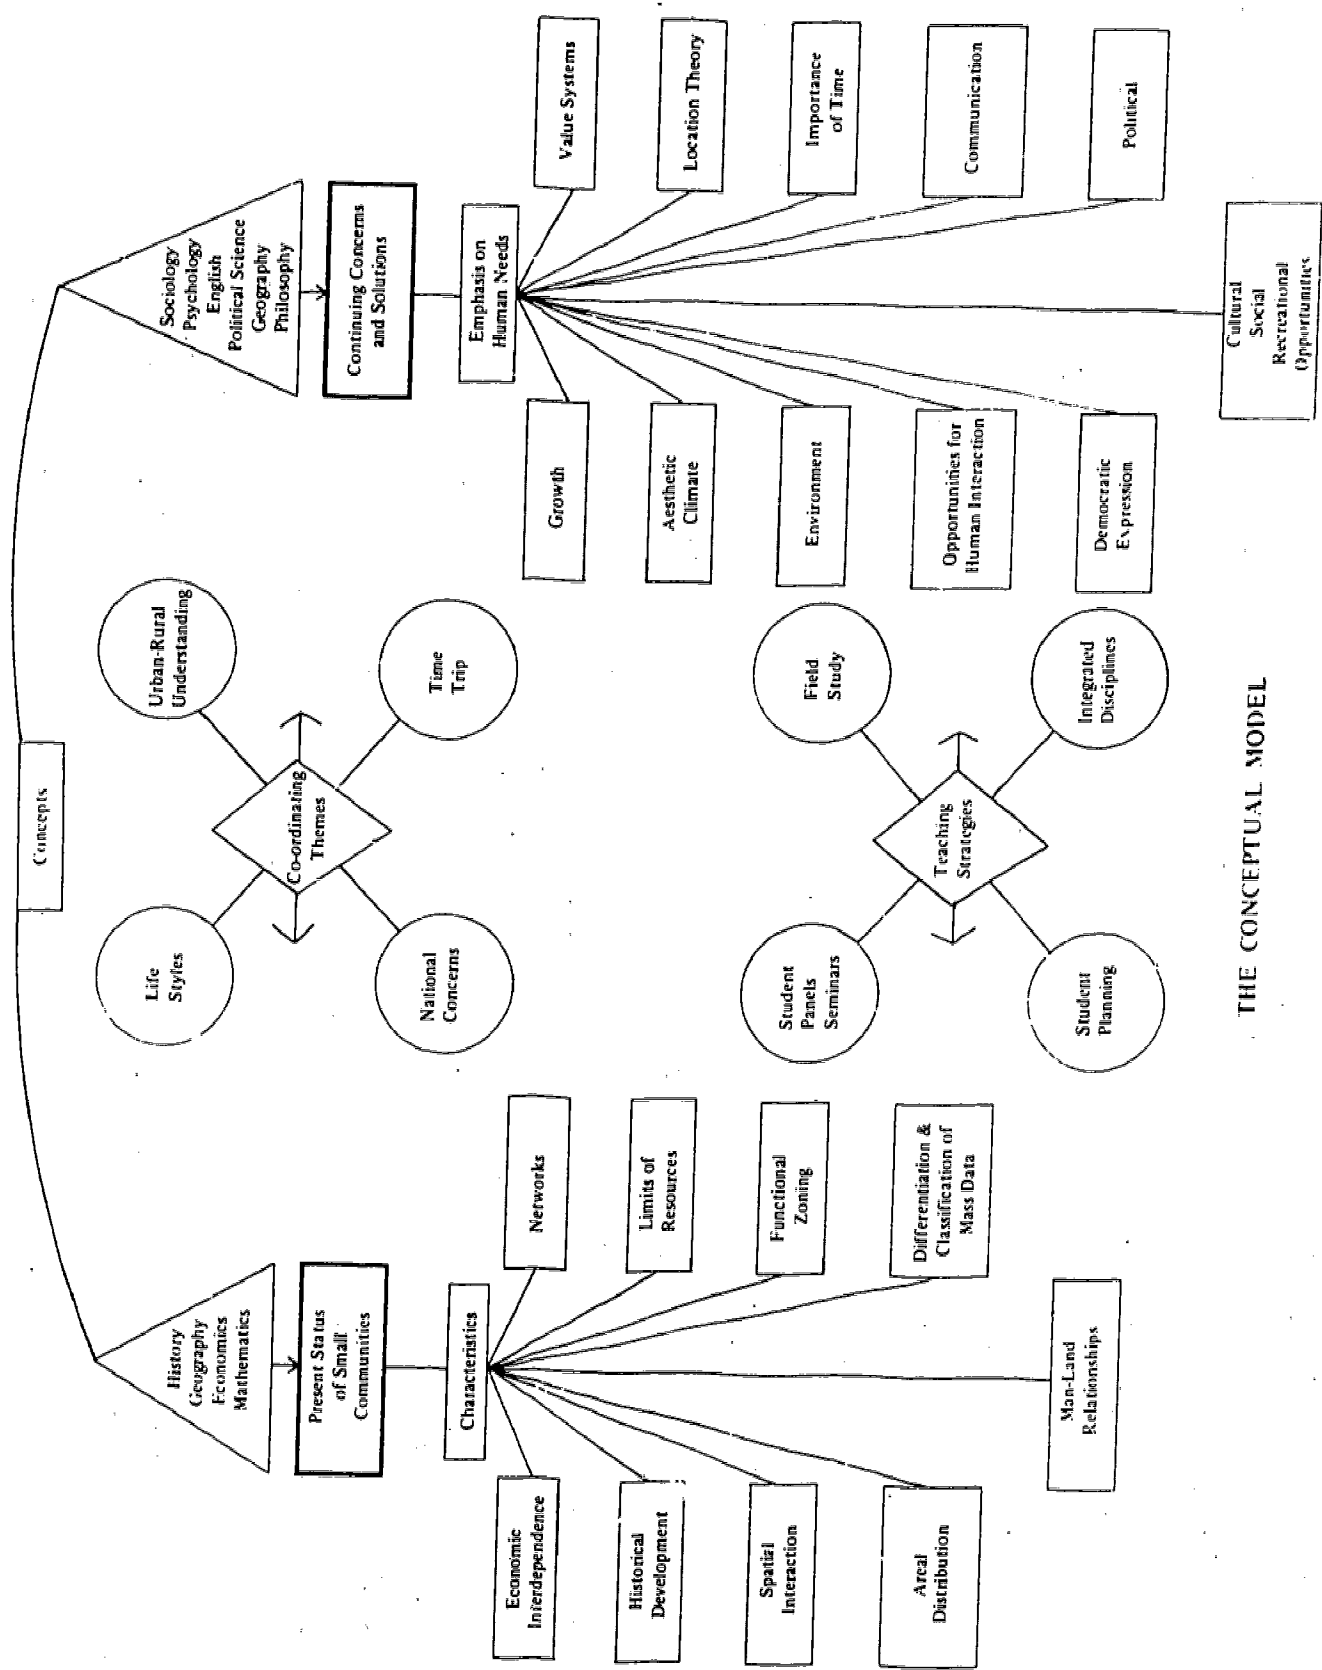 Concepts
History
Geography
Economics
Mathematics
Present Status
of Small
Communities
Characteristics
Economic
Interdependence
Networks
Historical
Development
Limits of
Resources
Spatial
Interaction
Functional
Zoning
Areal
Distribution
Differentiation &
Classification of
Mass Data
Man-Land
Relationships
Life
Styles
Urban-Rural
Understanding
Co-ordinating
Themes
National
Concerns
Time
Trip
Student
Panels
Seminars
Field
Study
Teaching
Strategies
Student
Planning
Integrated
Disciplines
Sociology
Psychology
English
Political Science
Geography
Philosophy
Continuing Concerns
and Solutions
Emphasis on
Human Needs
Growth
Value Systems
Aesthetic
Climate
Location Theory
Environment
Importance
of Time
Opportunities for
Human Interaction
Communication
Democratic
Expression
Political
Cultural
Social
Recreational
Opportunities
THE CONCEPTUAL MODEL